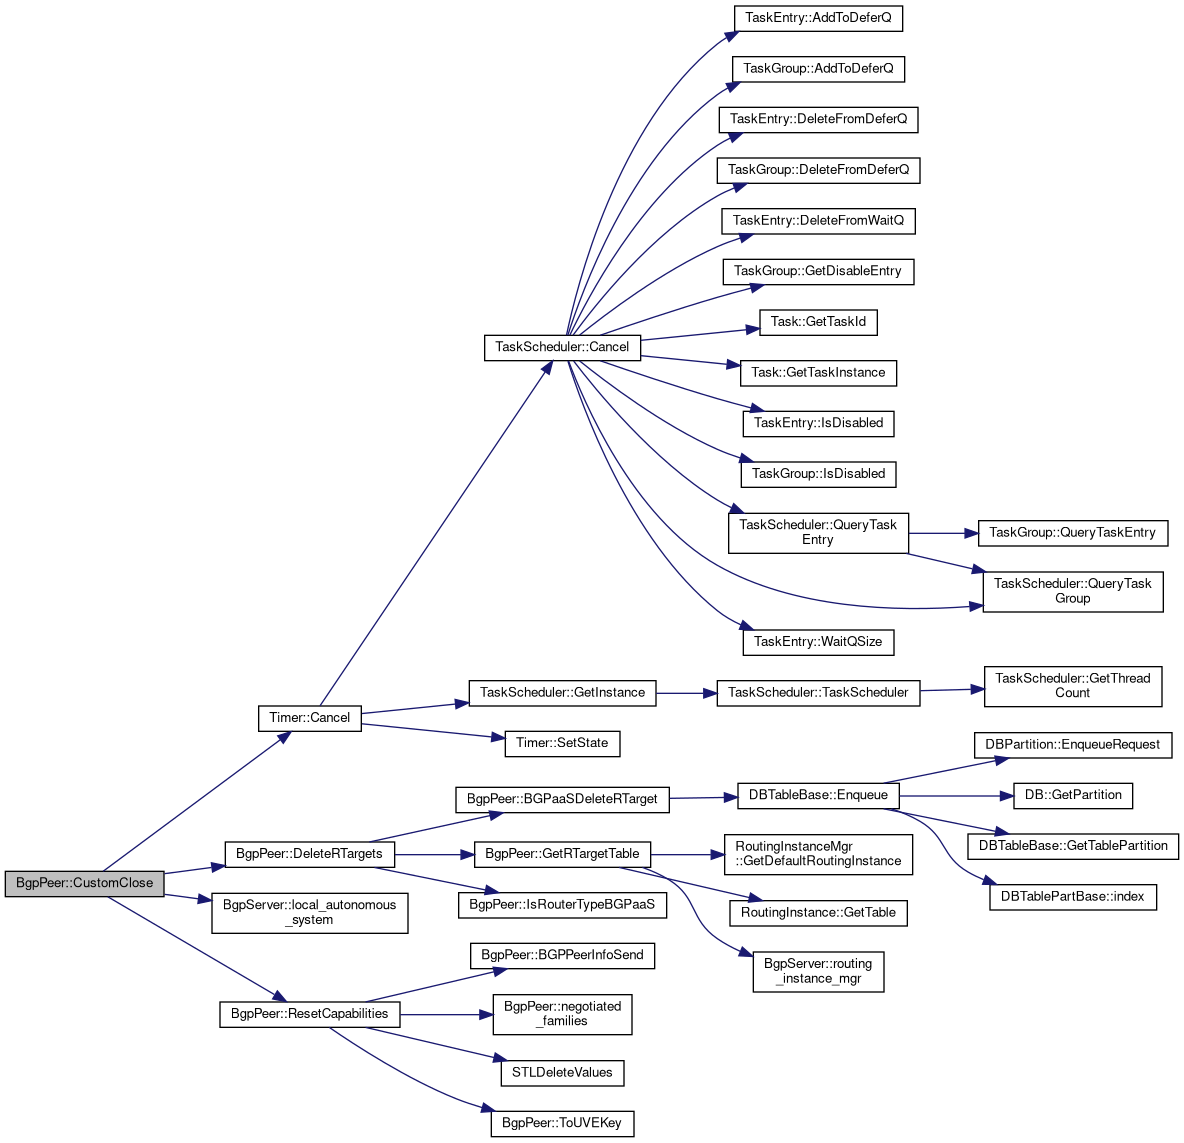 TaskEntry::AddToDeferQ
TaskGroup::AddToDeferQ
TaskEntry::DeleteFromDeferQ
TaskGroup::DeleteFromDeferQ
TaskEntry::DeleteFromWaitQ
TaskGroup::GetDisableEntry
Task::GetTaskId
TaskScheduler::Cancel
Task::GetTaskInstance
TaskEntry::IsDisabled
TaskGroup::IsDisabled
TaskScheduler::QueryTask
Entry
TaskGroup::QueryTaskEntry
TaskScheduler::QueryTask
Group
TaskEntry::WaitQSize
TaskScheduler::GetInstance
TaskScheduler::TaskScheduler
TaskScheduler::GetThread
Count
Timer::Cancel
Timer::SetState
DBPartition::EnqueueRequest
BgpPeer::BGPaaSDeleteRTarget
DBTableBase::Enqueue
DB::GetPartition
DBTableBase::GetTablePartition
BgpPeer::DeleteRTargets
BgpPeer::GetRTargetTable
RoutingInstanceMgr
::GetDefaultRoutingInstance
DBTablePartBase::index
BgpPeer::CustomClose
BgpPeer::IsRouterTypeBGPaaS
RoutingInstance::GetTable
BgpServer::local_autonomous
_system
BgpServer::routing
_instance_mgr
BgpPeer::BGPPeerInfoSend
BgpPeer::ResetCapabilities
BgpPeer::negotiated
_families
STLDeleteValues
BgpPeer::ToUVEKey